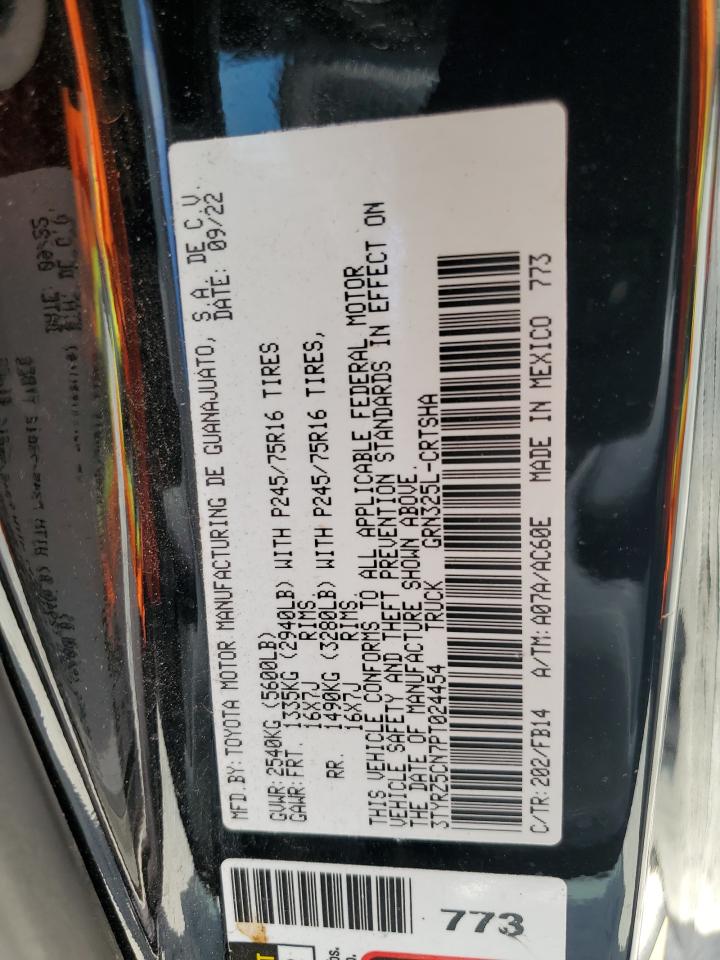 MFD.BY: TOYOTA MOTOR MANUFACTURING DE GUANAJUATO, S.A. DE C.V.
DATE: 09/22
GVWR: 2540KG (5600LB)
GAWR: FRT. 1335KG (2940LB) WITH P245/75R16 TIRES
16X7J RIMS
RR. 1490KG (3280LB) WITH P245/75R16 TIRES,
16X7J RIMS
THIS VEHICLE CONFORMS TO ALL APPLICABLE FEDERAL MOTOR
VEHICLE SAFETY AND THEFT PREVENTION STANDARDS IN EFFECT ON
THE DATE OF MANUFACTURE SHOWN ABOVE.
3TYRZ5CN7PT024454 TRUCK GRN325L-CRTSHA
C/TR: 202/FB14 A/TM: A07A/AC60E MADE IN MEXICO 773
773